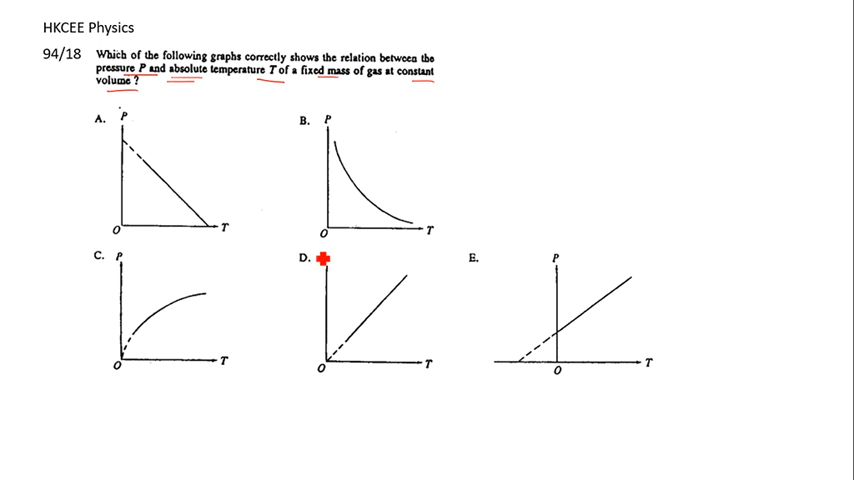 HKCEE Physics
94/18 Which of the following graphs correctly shows the relation between the
pressure P and absolute temperature T of a fixed mass of gas at constant
volume ?
A. P
O T
B. P
O T
C. P
O T
D.
O T
E. P
O T